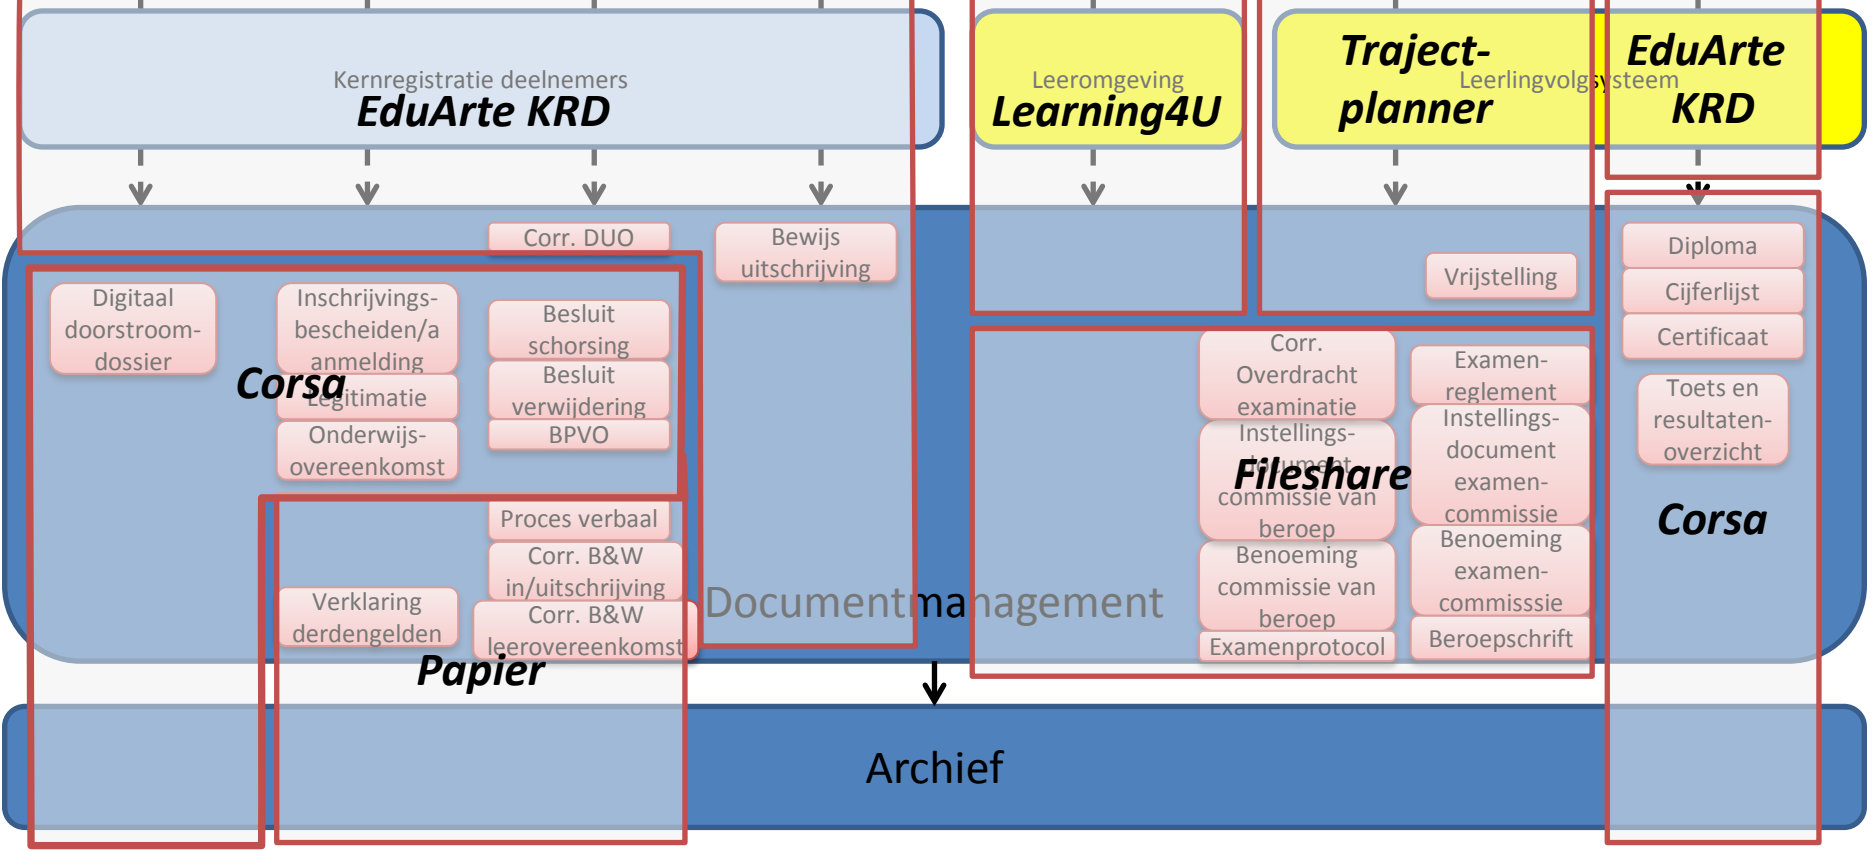 Kernregistratie deelnemers
EduArte KRD
Leeromgeving
Learning4U
Traject-
planner
Leerlingvolgsysteem
EduArte
KRD
Corr. DUO
Bewijs
uitschrijving
Digitaal
doorstroom-
dossier
Inschrijvings-
bescheiden/a
anmelding
Legitimatie
Onderwijs-
overeenkomst
Besluit
schorsing
Besluit
verwijdering
BPVO
Corsa
Proces verbaal
Corr. B&W
in/uitschrijving
Corr. B&W
leerovereenkomst
Verklaring
derdengelden
Papier
Documentmanagement
Vrijstelling
Corr.
Overdracht
examinatie
Instellings-
document
commissie van
beroep
Benoeming
commissie van
beroep
Examenprotocol
Fileshare
Examen-
reglement
Instellings-
document
examen-
commissie
Benoeming
examen-
commisssie
Beroepschrift
Diploma
Cijferlijst
Certificaat
Toets en
resultaten-
overzicht
Corsa
Archief